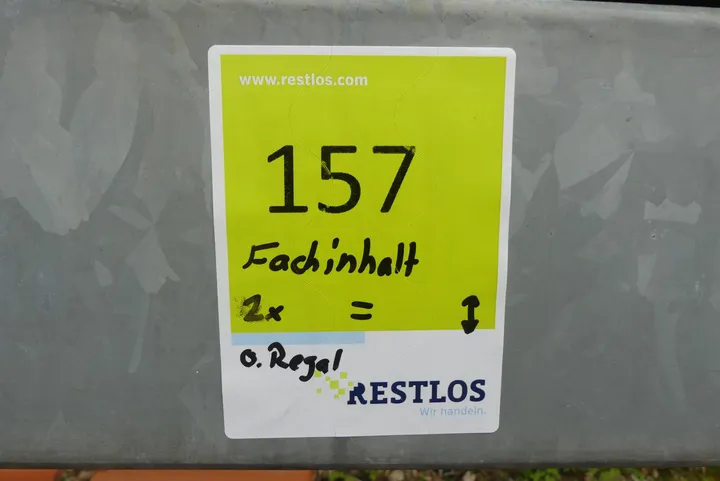 www.restlos.com
157
Fachinhalt
2x = ↕
o. Regal
RESTLOS
Wir handeln.